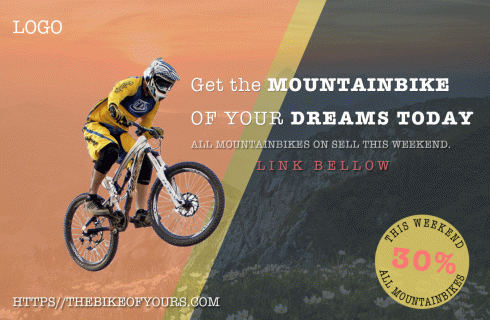 LOGO
Get the MOUNTAINBIKE
OF YOUR DREAMS TODAY
ALL MOUNTAINBIKES ON SELL THIS WEEKEND.
LINK BELLOW
THIS WEEKEND
30%
ALL MOUNTAINBIKES
HTTPS//THEBIKEOFYOURS.COM